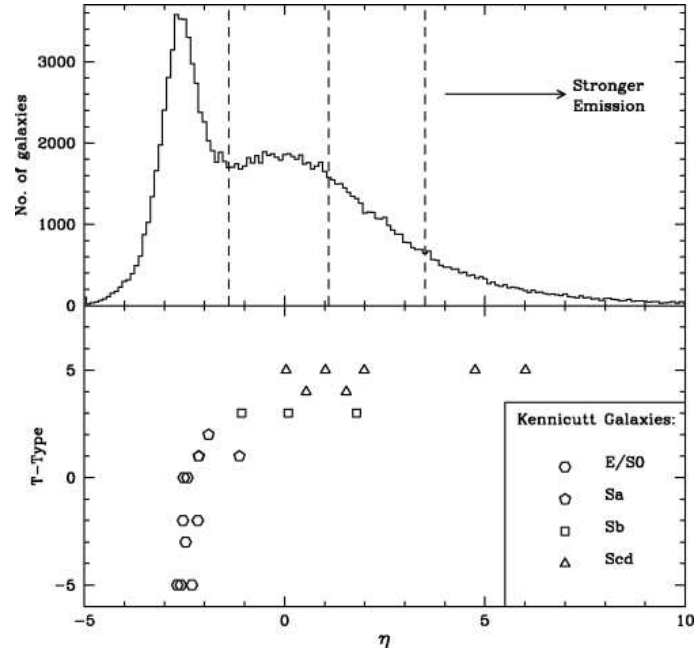 3000
2000
1000
0
No. of galaxies
Stronger
Emission
5
0
−5
T−Type
Kennicutt Galaxies:
E/S0
Sa
Sb
Scd
−5
0
5
10
η